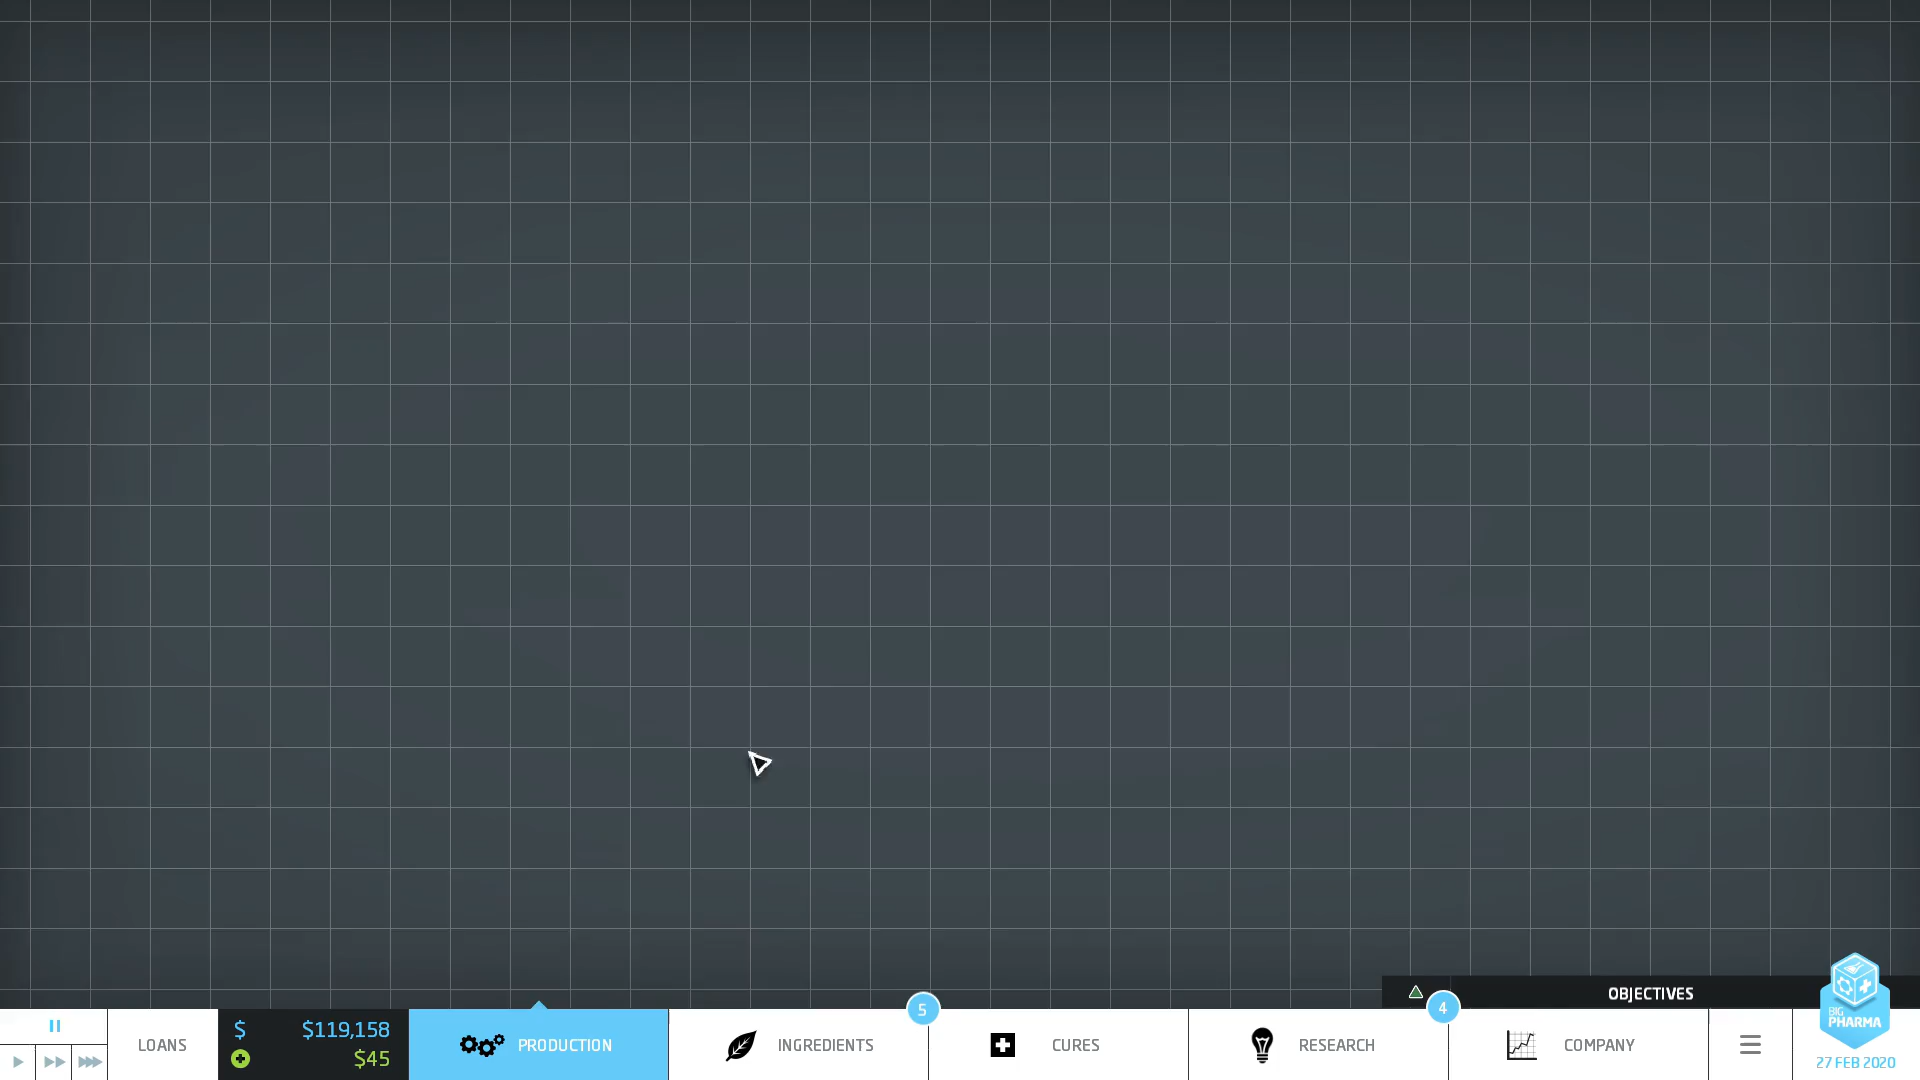 OBJECTIVES
5
4
LOANS
$ $119,158
$45
PRODUCTION
INGREDIENTS
CURES
RESEARCH
COMPANY
BIG
PHARMA
27 FEB 2020